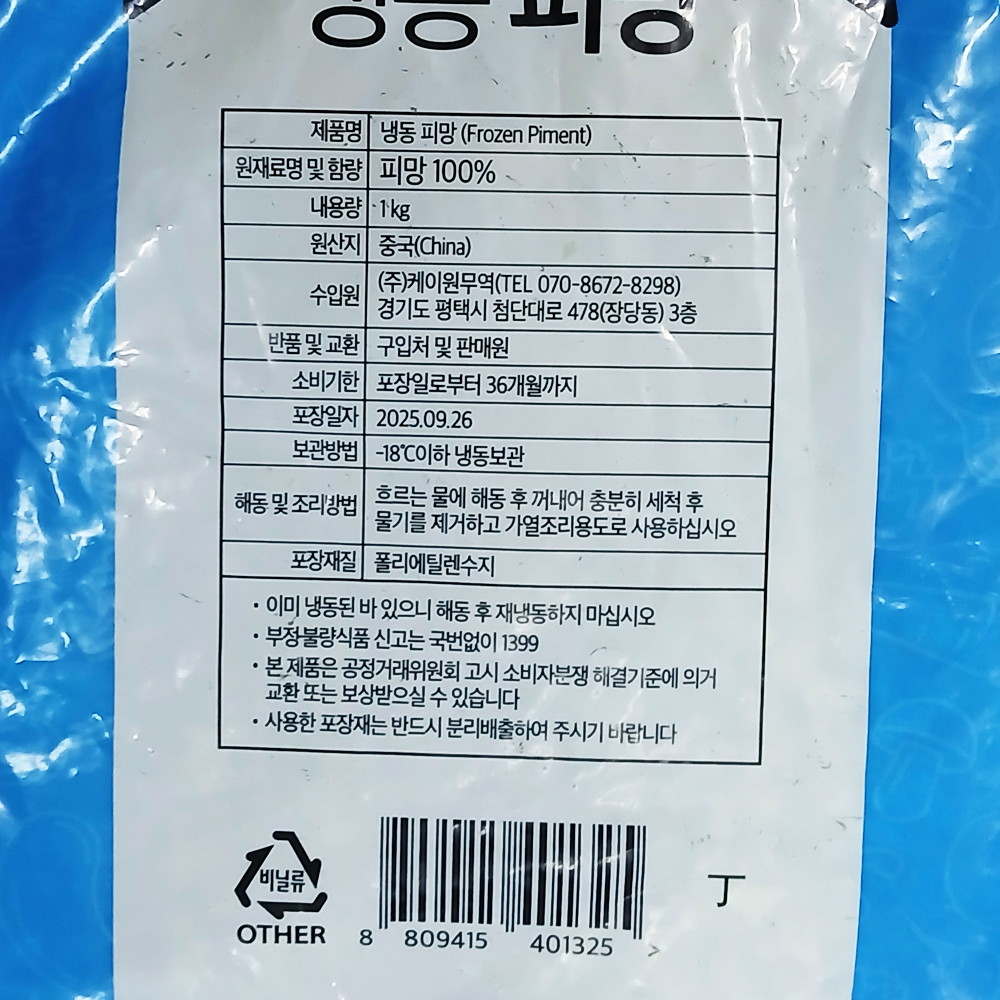 냉동 피망
제품명 냉동 피망 (Frozen Piment)
원재료명 및 함량 피망 100%
내용량 1 kg
원산지 중국(China)
수입원 (주)케이원무역(TEL 070-8672-8298)
경기도 평택시 첨단대로 478(장당동) 3층
반품 및 교환 구입처 및 판매원
소비기한 포장일로부터 36개월까지
포장일자 2025.09.26
보관방법 -18℃이하 냉동보관
해동 및 조리방법 흐르는 물에 해동 후 꺼내어 충분히 세척 후
물기를 제거하고 가열조리용도로 사용하십시오
포장재질 폴리에틸렌수지
· 이미 냉동된 바 있으니 해동 후 재냉동하지 마십시오
· 부정·불량식품 신고는 국번없이 1399
· 본 제품은 공정거래위원회 고시 소비자분쟁 해결기준에 의거
교환 또는 보상받으실 수 있습니다
· 사용한 포장재는 반드시 분리배출하여 주시기 바랍니다
비닐류
OTHER
8 809415 401325 >
丁